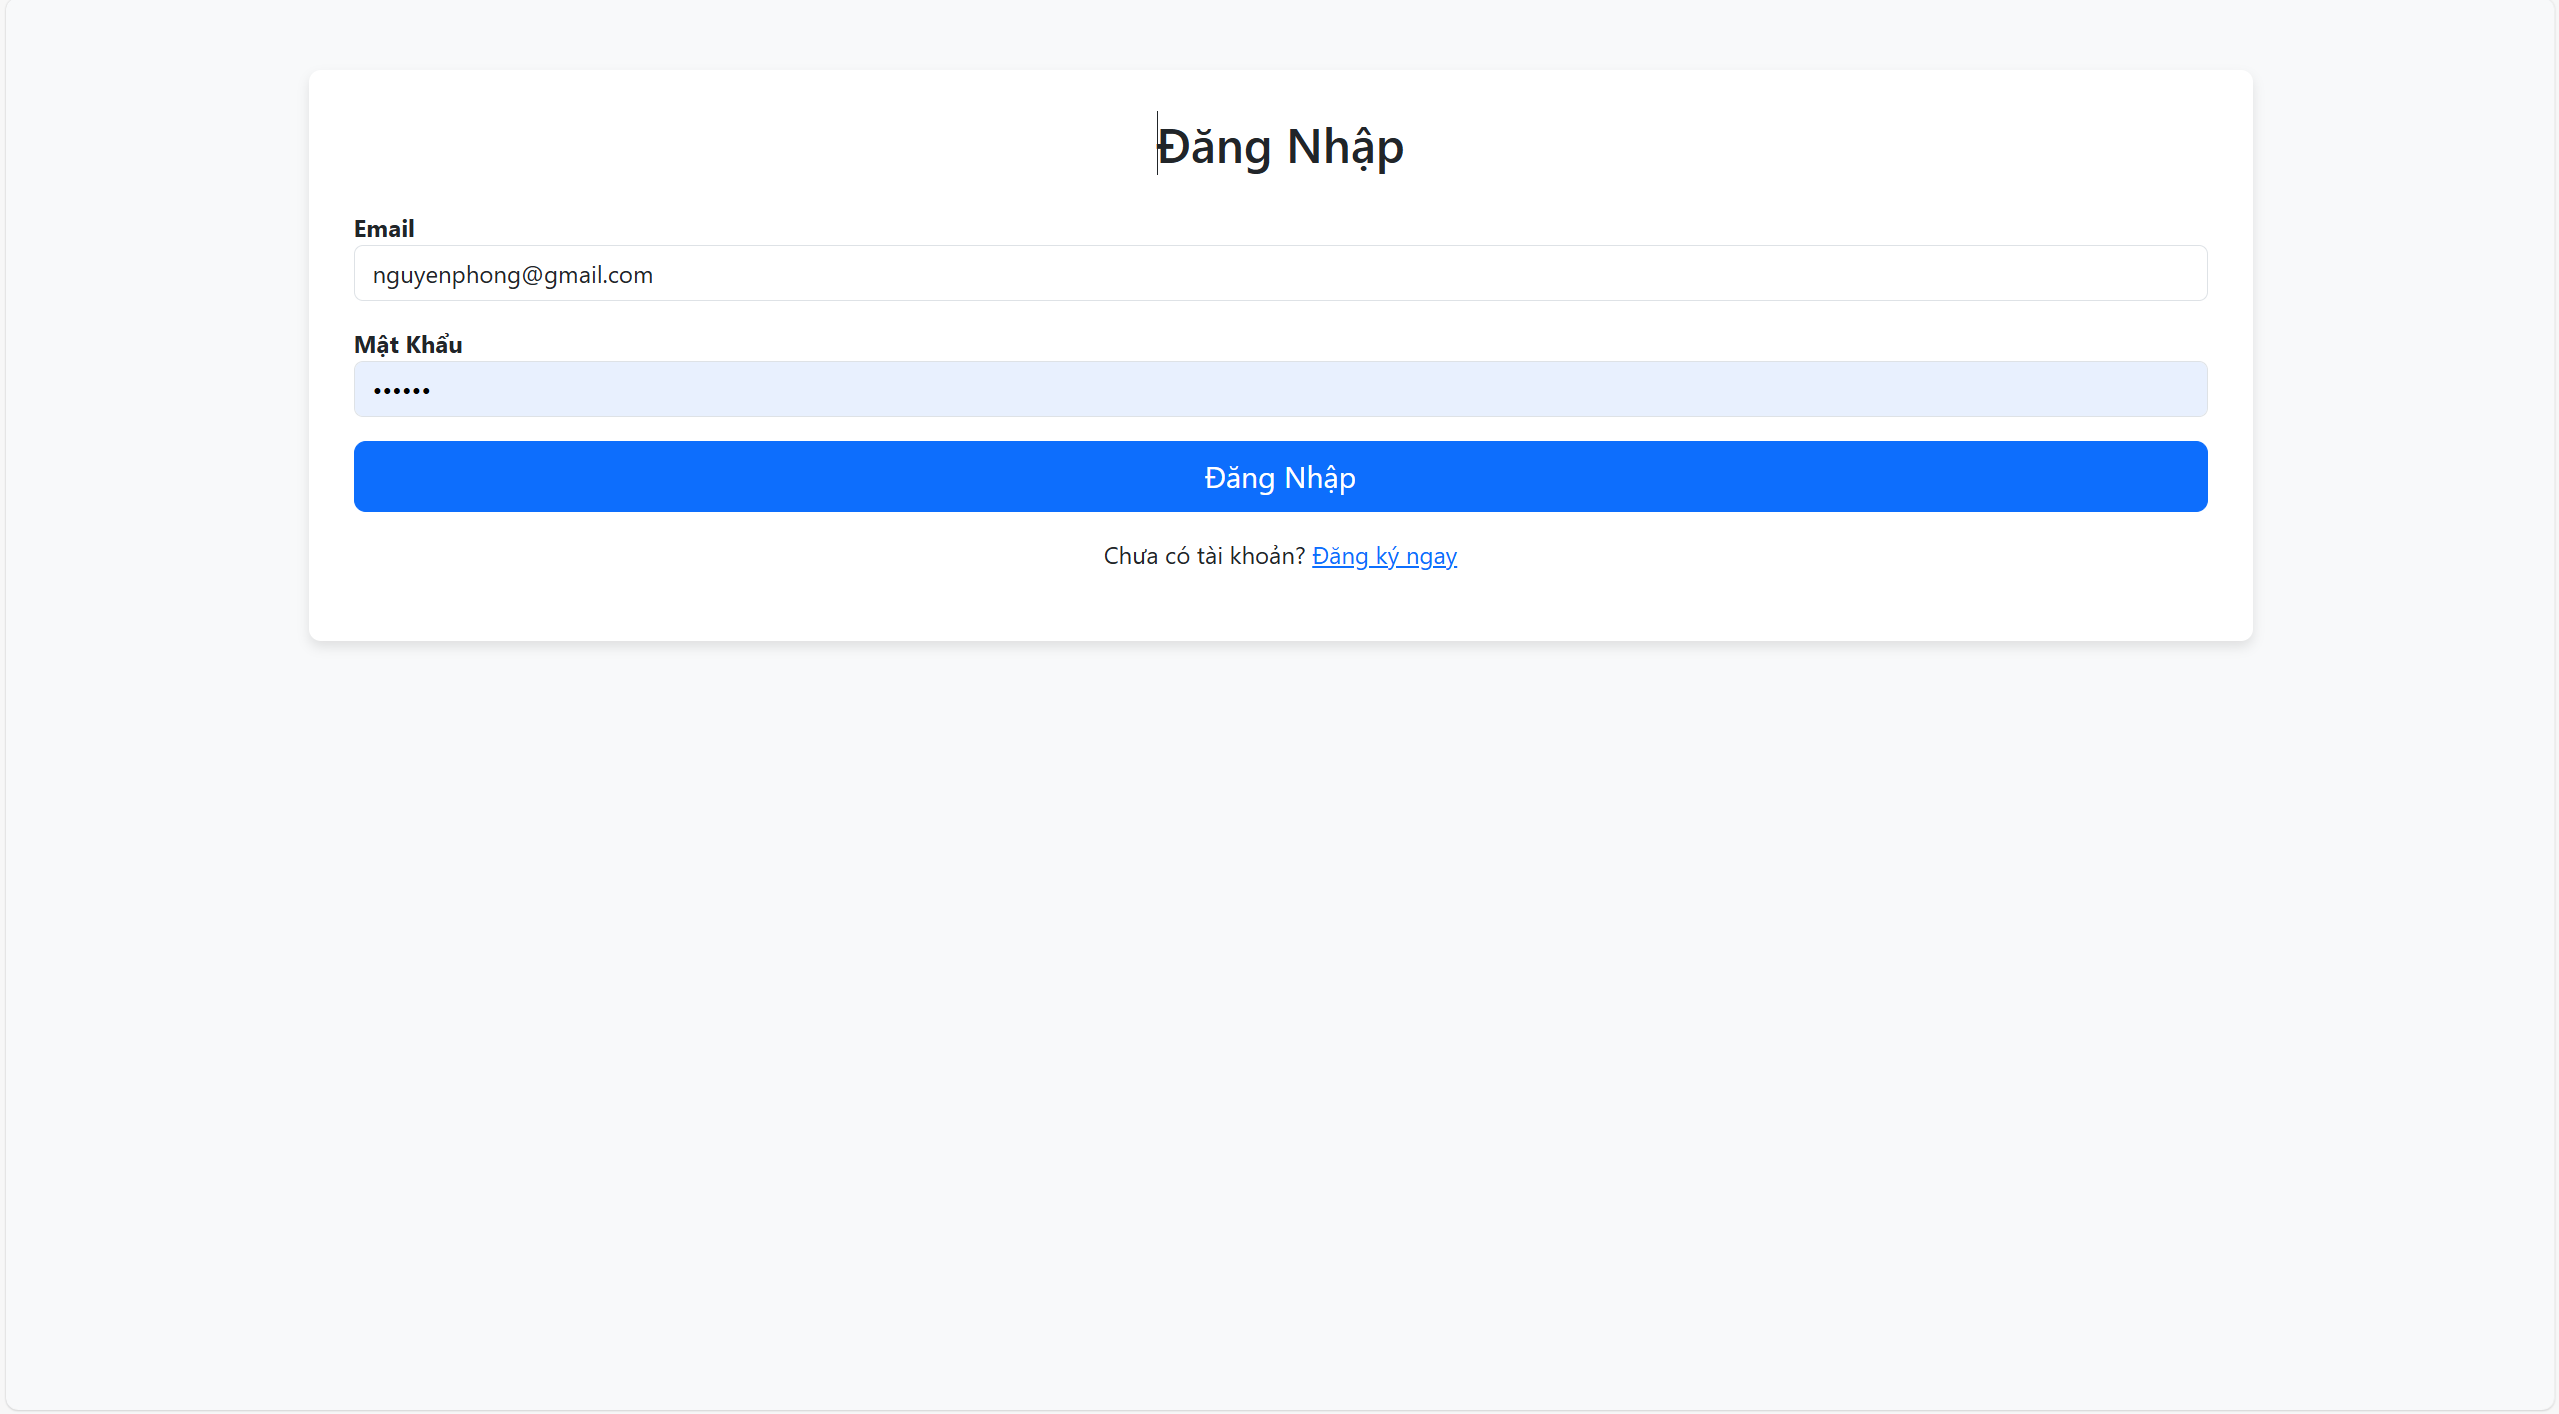 Đăng Nhập
Email
nguyenphong@gmail.com
Mật Khẩu
••••••
Đăng Nhập
Chưa có tài khoản? Đăng ký ngay